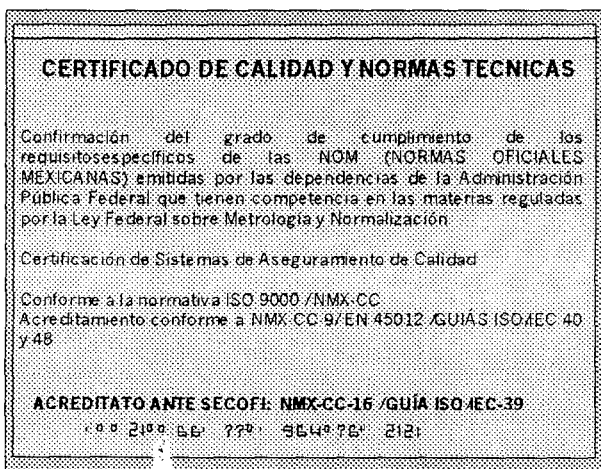 CERTIFICADO DE CALIDAD Y NORMAS TECNICAS
Confirmación del grado de cumplimiento de los
requisitosespecíficos de las NOM (NORMAS OFICIALES
MEXICANAS) emitidas por las dependencias de la Administración
Pública Federal que tienen competencia en las materias reguladas
por la Ley Federal sobre Metrología y Normalización
Certificación de Sistemas de Aseguramiento de Calidad
Conforme a la normativa ISO 9000 /NMX-CC
Acreditamiento conforme a NMX-CC-9/EN 45012 /GUIÁS ISO/IEC 40
y 48
ACREDITATO ANTE SECOFI: NMX-CC-16 /GUÍA ISO IEC-39